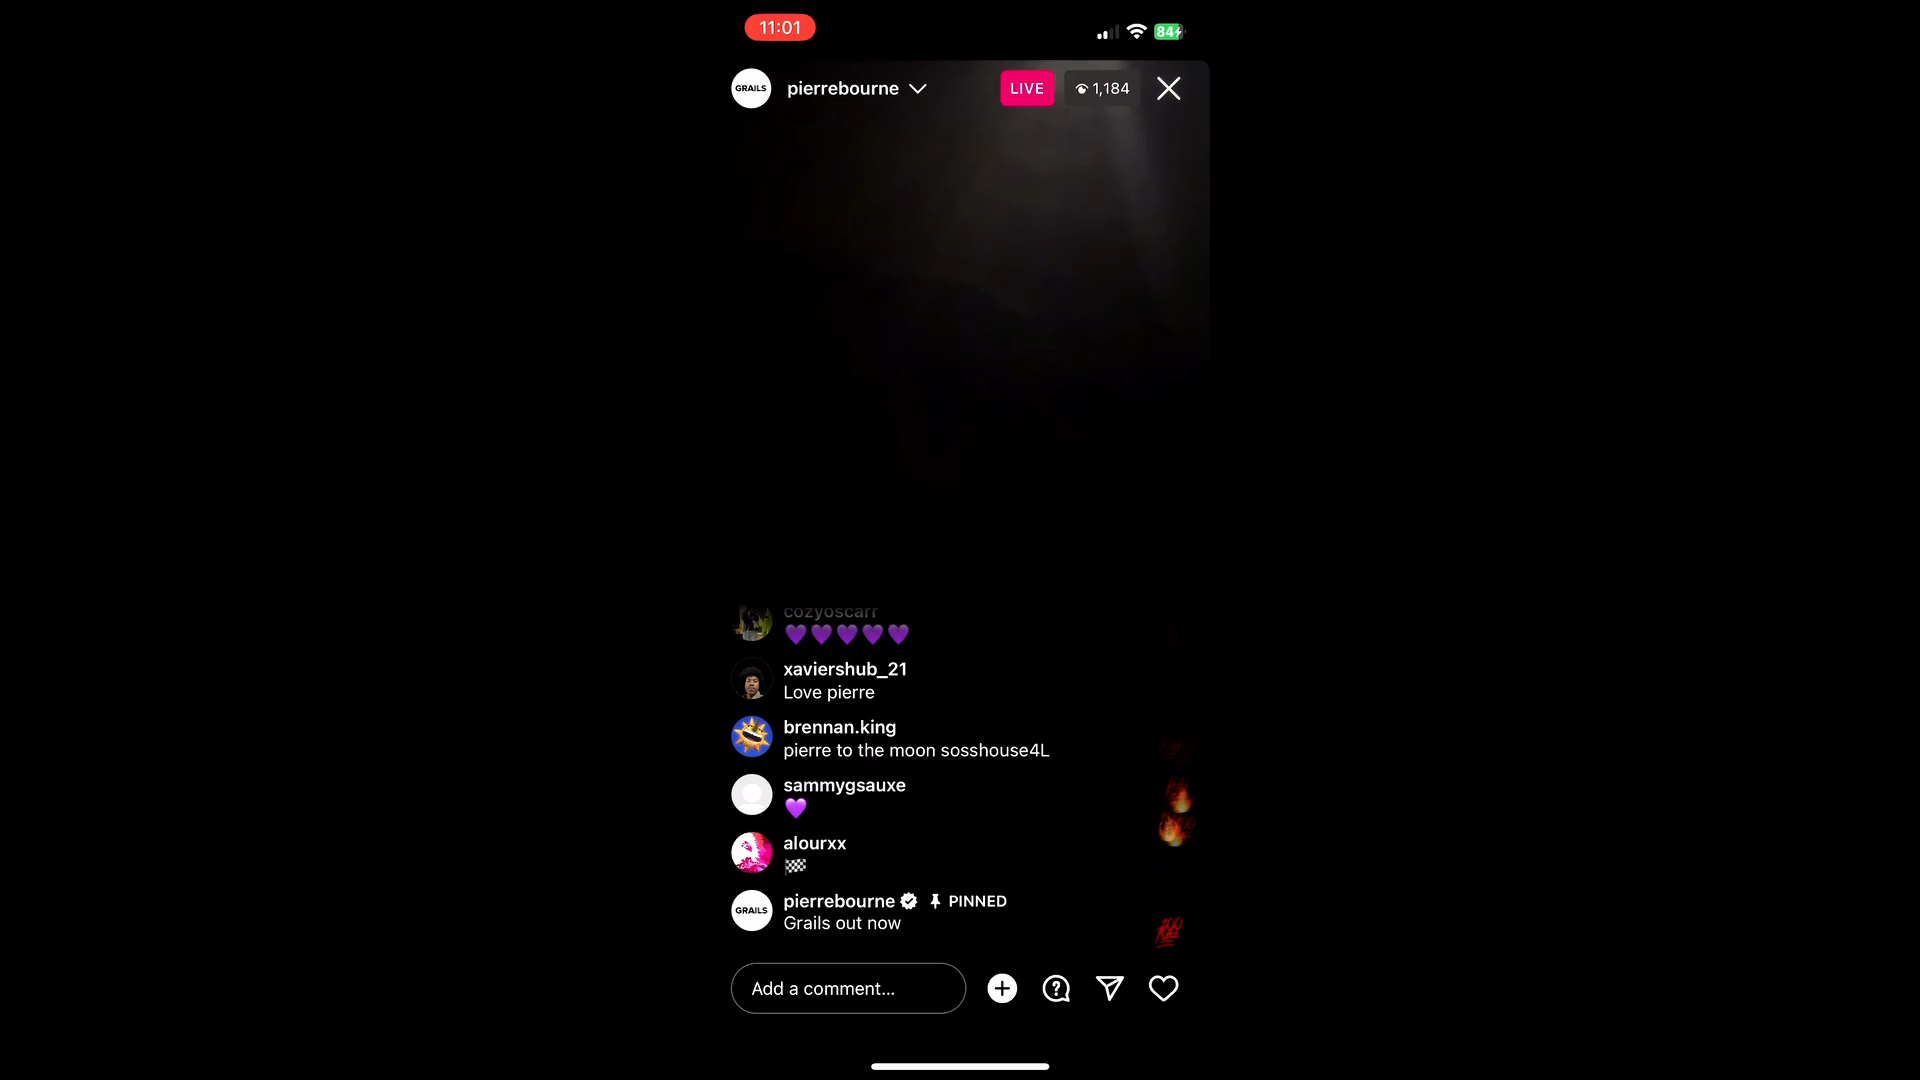 11:01
84
GRAILS
pierrebourne
LIVE
1,184
cozyoscarr
💜💜💜💜💜
xaviershub_21
Love pierre
brennan.king
pierre to the moon sosshouse4L
sammygsauxe
💜
alourxx
🏁
GRAILS
pierrebourne PINNED
Grails out now
Add a comment...